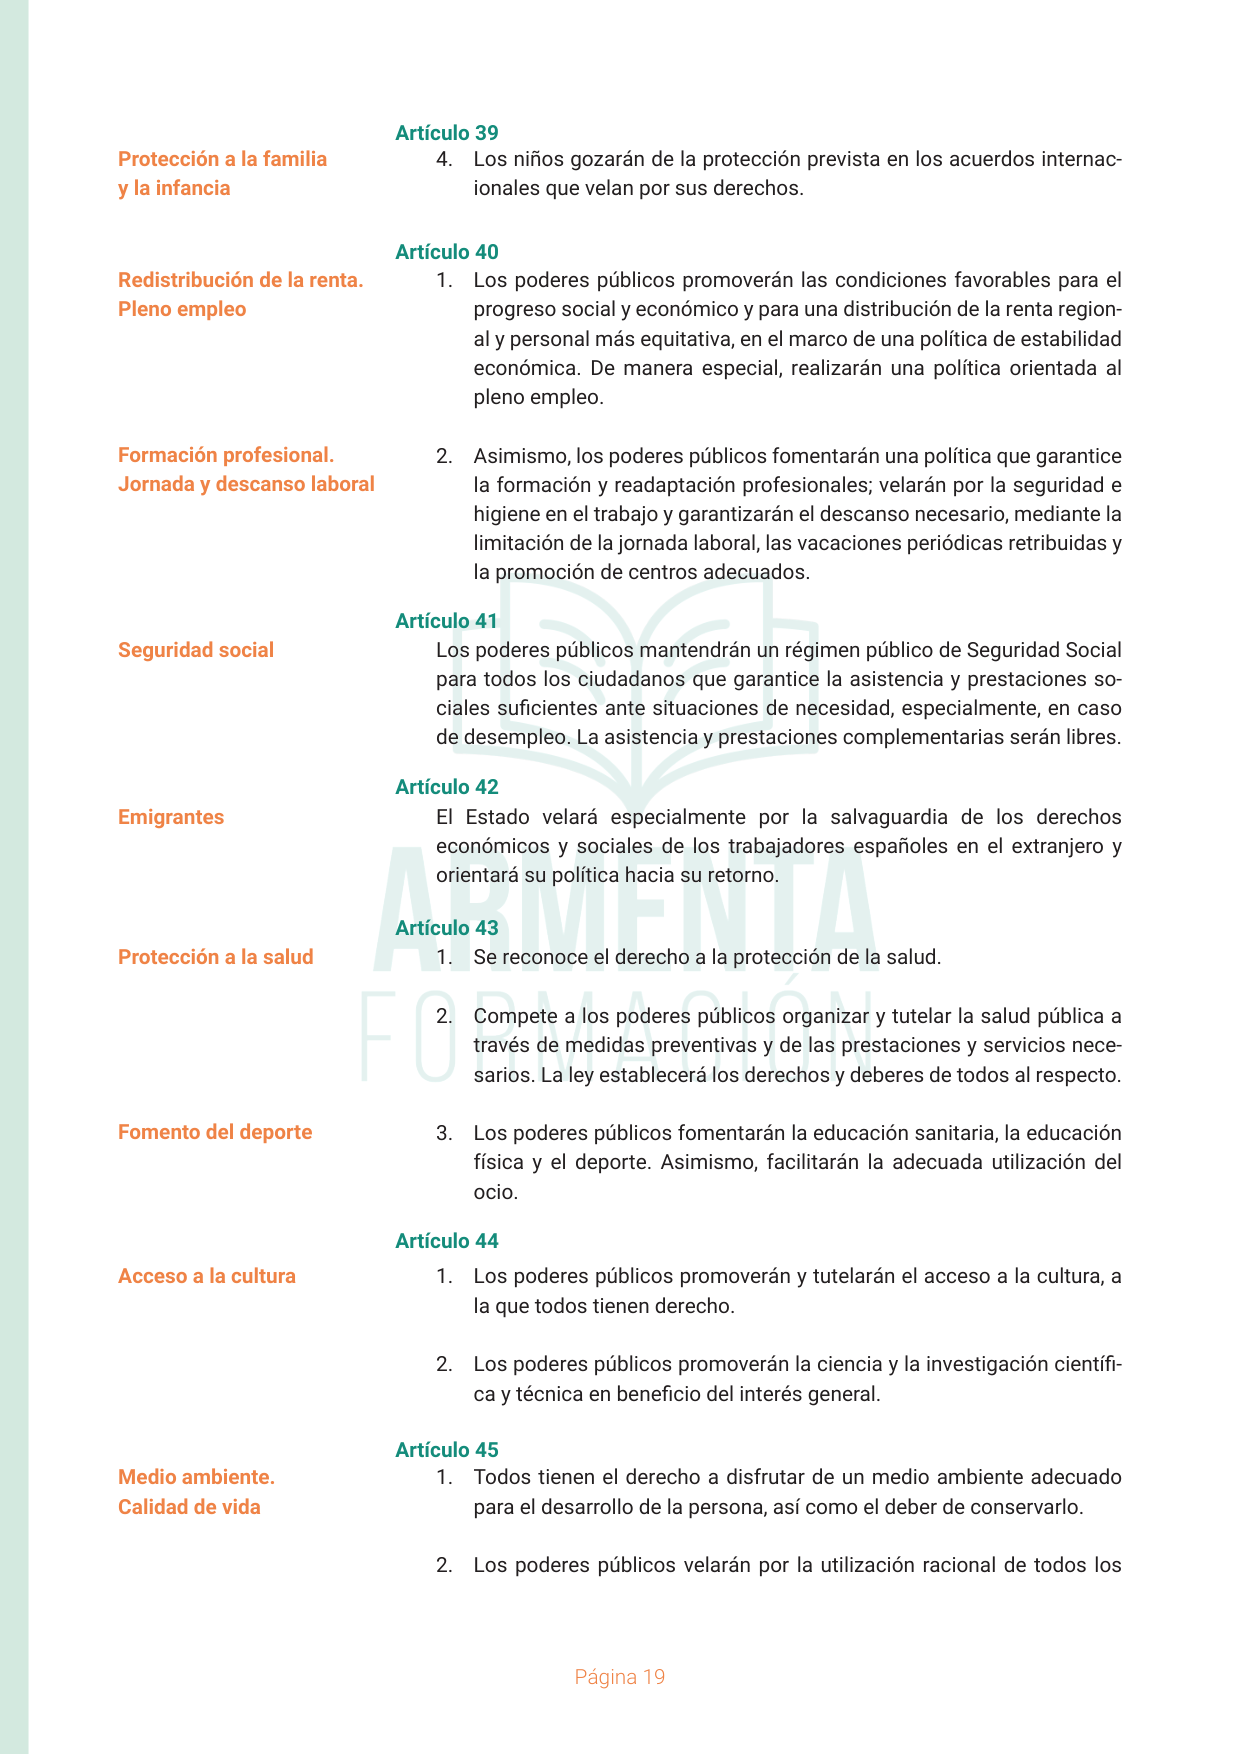 Artículo 39
Protección a la familia
y la infancia
4. Los niños gozarán de la protección prevista en los acuerdos internac-
ionales que velan por sus derechos.
Artículo 40
Redistribución de la renta.
Pleno empleo
1. Los poderes públicos promoverán las condiciones favorables para el
progreso social y económico y para una distribución de la renta region-
al y personal más equitativa, en el marco de una política de estabilidad
económica. De manera especial, realizarán una política orientada al
pleno empleo.
Formación profesional.
Jornada y descanso laboral
2. Asimismo, los poderes públicos fomentarán una política que garantice
la formación y readaptación profesionales; velarán por la seguridad e
higiene en el trabajo y garantizarán el descanso necesario, mediante la
limitación de la jornada laboral, las vacaciones periódicas retribuidas y
la promoción de centros adecuados.
Artículo 41
Seguridad social
Los poderes públicos mantendrán un régimen público de Seguridad Social
para todos los ciudadanos que garantice la asistencia y prestaciones so-
ciales suficientes ante situaciones de necesidad, especialmente, en caso
de desempleo. La asistencia y prestaciones complementarias serán libres.
Artículo 42
Emigrantes
El Estado velará especialmente por la salvaguardia de los derechos
económicos y sociales de los trabajadores españoles en el extranjero y
orientará su política hacia su retorno.
ARMENTA
FORMACIÓN
Artículo 43
Protección a la salud
1. Se reconoce el derecho a la protección de la salud.
2. Compete a los poderes públicos organizar y tutelar la salud pública a
través de medidas preventivas y de las prestaciones y servicios nece-
sarios. La ley establecerá los derechos y deberes de todos al respecto.
Fomento del deporte
3. Los poderes públicos fomentarán la educación sanitaria, la educación
física y el deporte. Asimismo, facilitarán la adecuada utilización del
ocio.
Artículo 44
Acceso a la cultura
1. Los poderes públicos promoverán y tutelarán el acceso a la cultura, a
la que todos tienen derecho.
2. Los poderes públicos promoverán la ciencia y la investigación científi-
ca y técnica en beneficio del interés general.
Artículo 45
Medio ambiente.
Calidad de vida
1. Todos tienen el derecho a disfrutar de un medio ambiente adecuado
para el desarrollo de la persona, así como el deber de conservarlo.
2. Los poderes públicos velarán por la utilización racional de todos los
Página 19